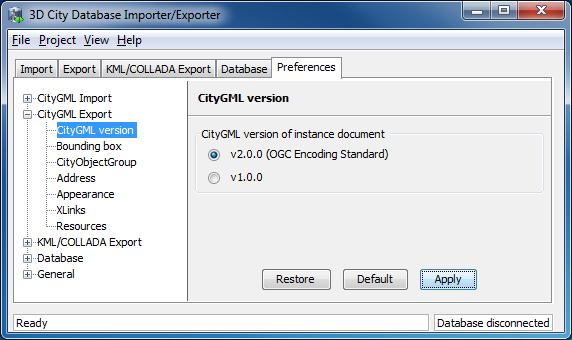 3D City Database Importer/Exporter
File Project View Help
Import Export KML/COLLADA Export Database Preferences
CityGML Import
CityGML Export
CityGML version
Bounding box
CityObjectGroup
Address
Appearance
XLinks
Resources
KML/COLLADA Export
Database
General
CityGML version
CityGML version of instance document
v2.0.0 (OGC Encoding Standard)
v1.0.0
Restore Default Apply
Ready Database disconnected